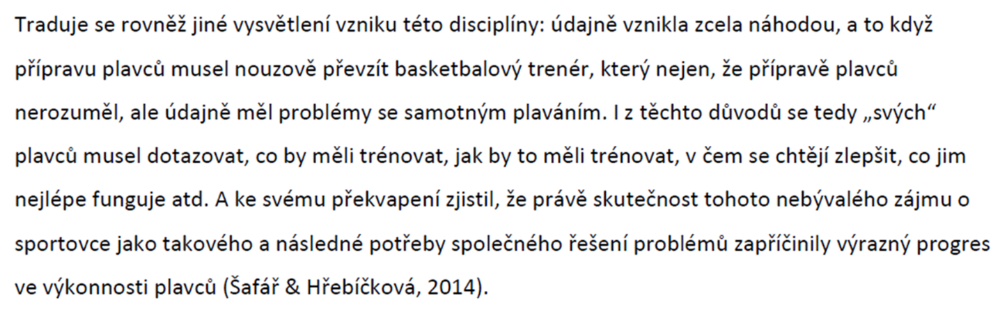 Traduje se rovněž jiné vysvětlení vzniku této disciplíny: údajně vznikla zcela náhodou, a to když
přípravu plavců musel nouzově převzít basketbalový trenér, který nejen, že přípravě plavců
nerozuměl, ale údajně měl problémy se samotným plaváním. I z těchto důvodů se tedy „svých“
plavců musel dotazovat, co by měli trénovat, jak by to měli trénovat, v čem se chtějí zlepšit, co jim
nejlépe funguje atd. A ke svému překvapení zjistil, že právě skutečnost tohoto nebývalého zájmu o
sportovce jako takového a následné potřeby společného řešení problémů zapříčinily výrazný progres
ve výkonnosti plavců (Šafář & Hřebíčková, 2014).